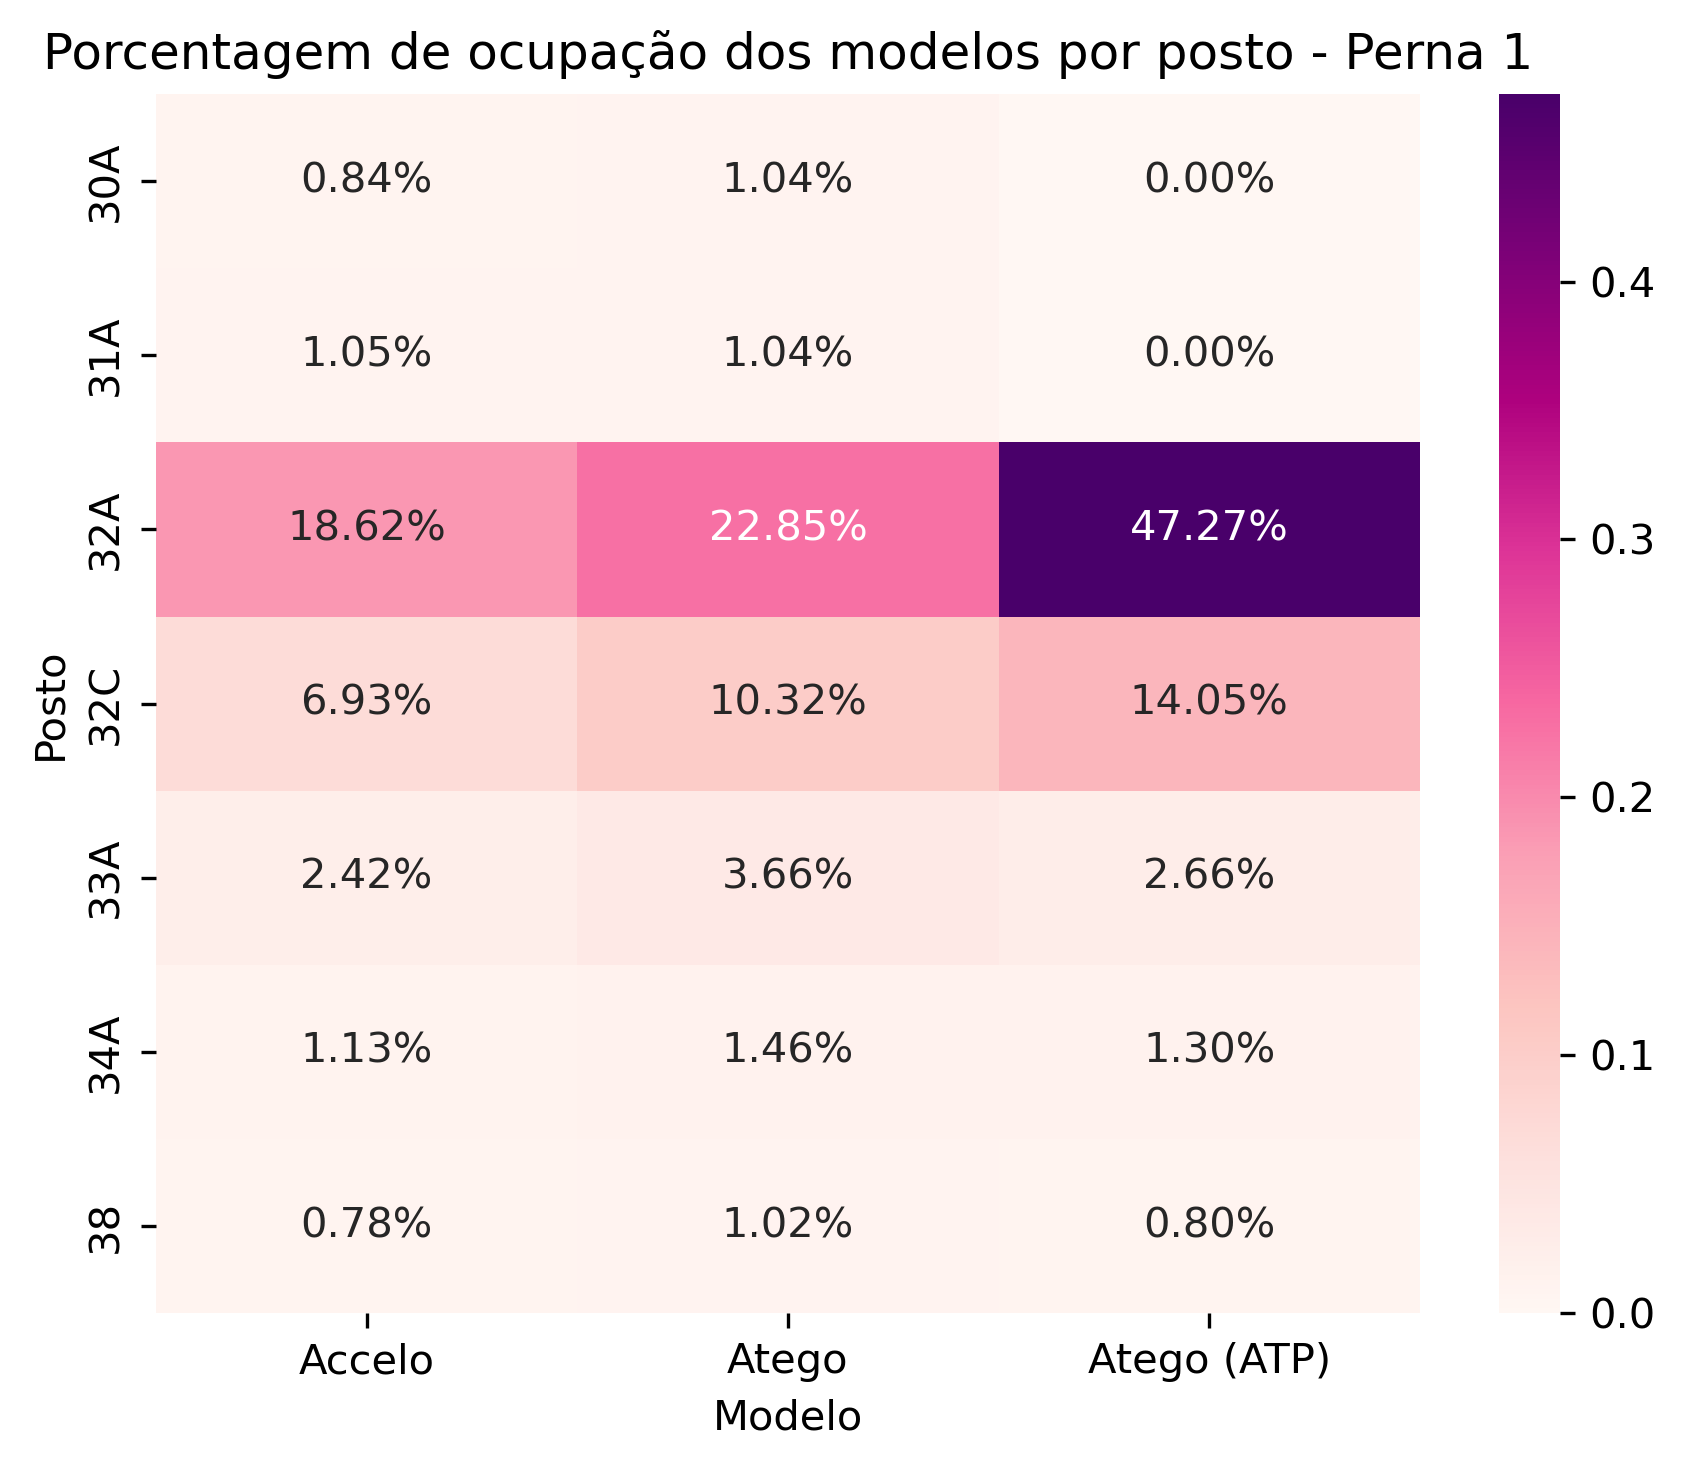 Porcentagem de ocupação dos modelos por posto - Perna 1
Posto
30A 0.84% 1.04% 0.00%
31A 1.05% 1.04% 0.00%
32A 18.62% 22.85% 47.27%
32C 6.93% 10.32% 14.05%
33A 2.42% 3.66% 2.66%
34A 1.13% 1.46% 1.30%
38 0.78% 1.02% 0.80%
Accelo Atego Atego (ATP)
Modelo
0.4
0.3
0.2
0.1
0.0